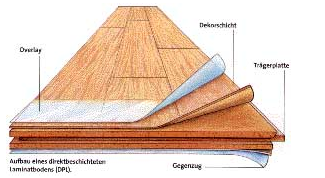 Dekorschicht
Overlay
Trägerplatte
Aufbau eines direktbeschichteten
Laminatbodens (DPL).
Gegenzug